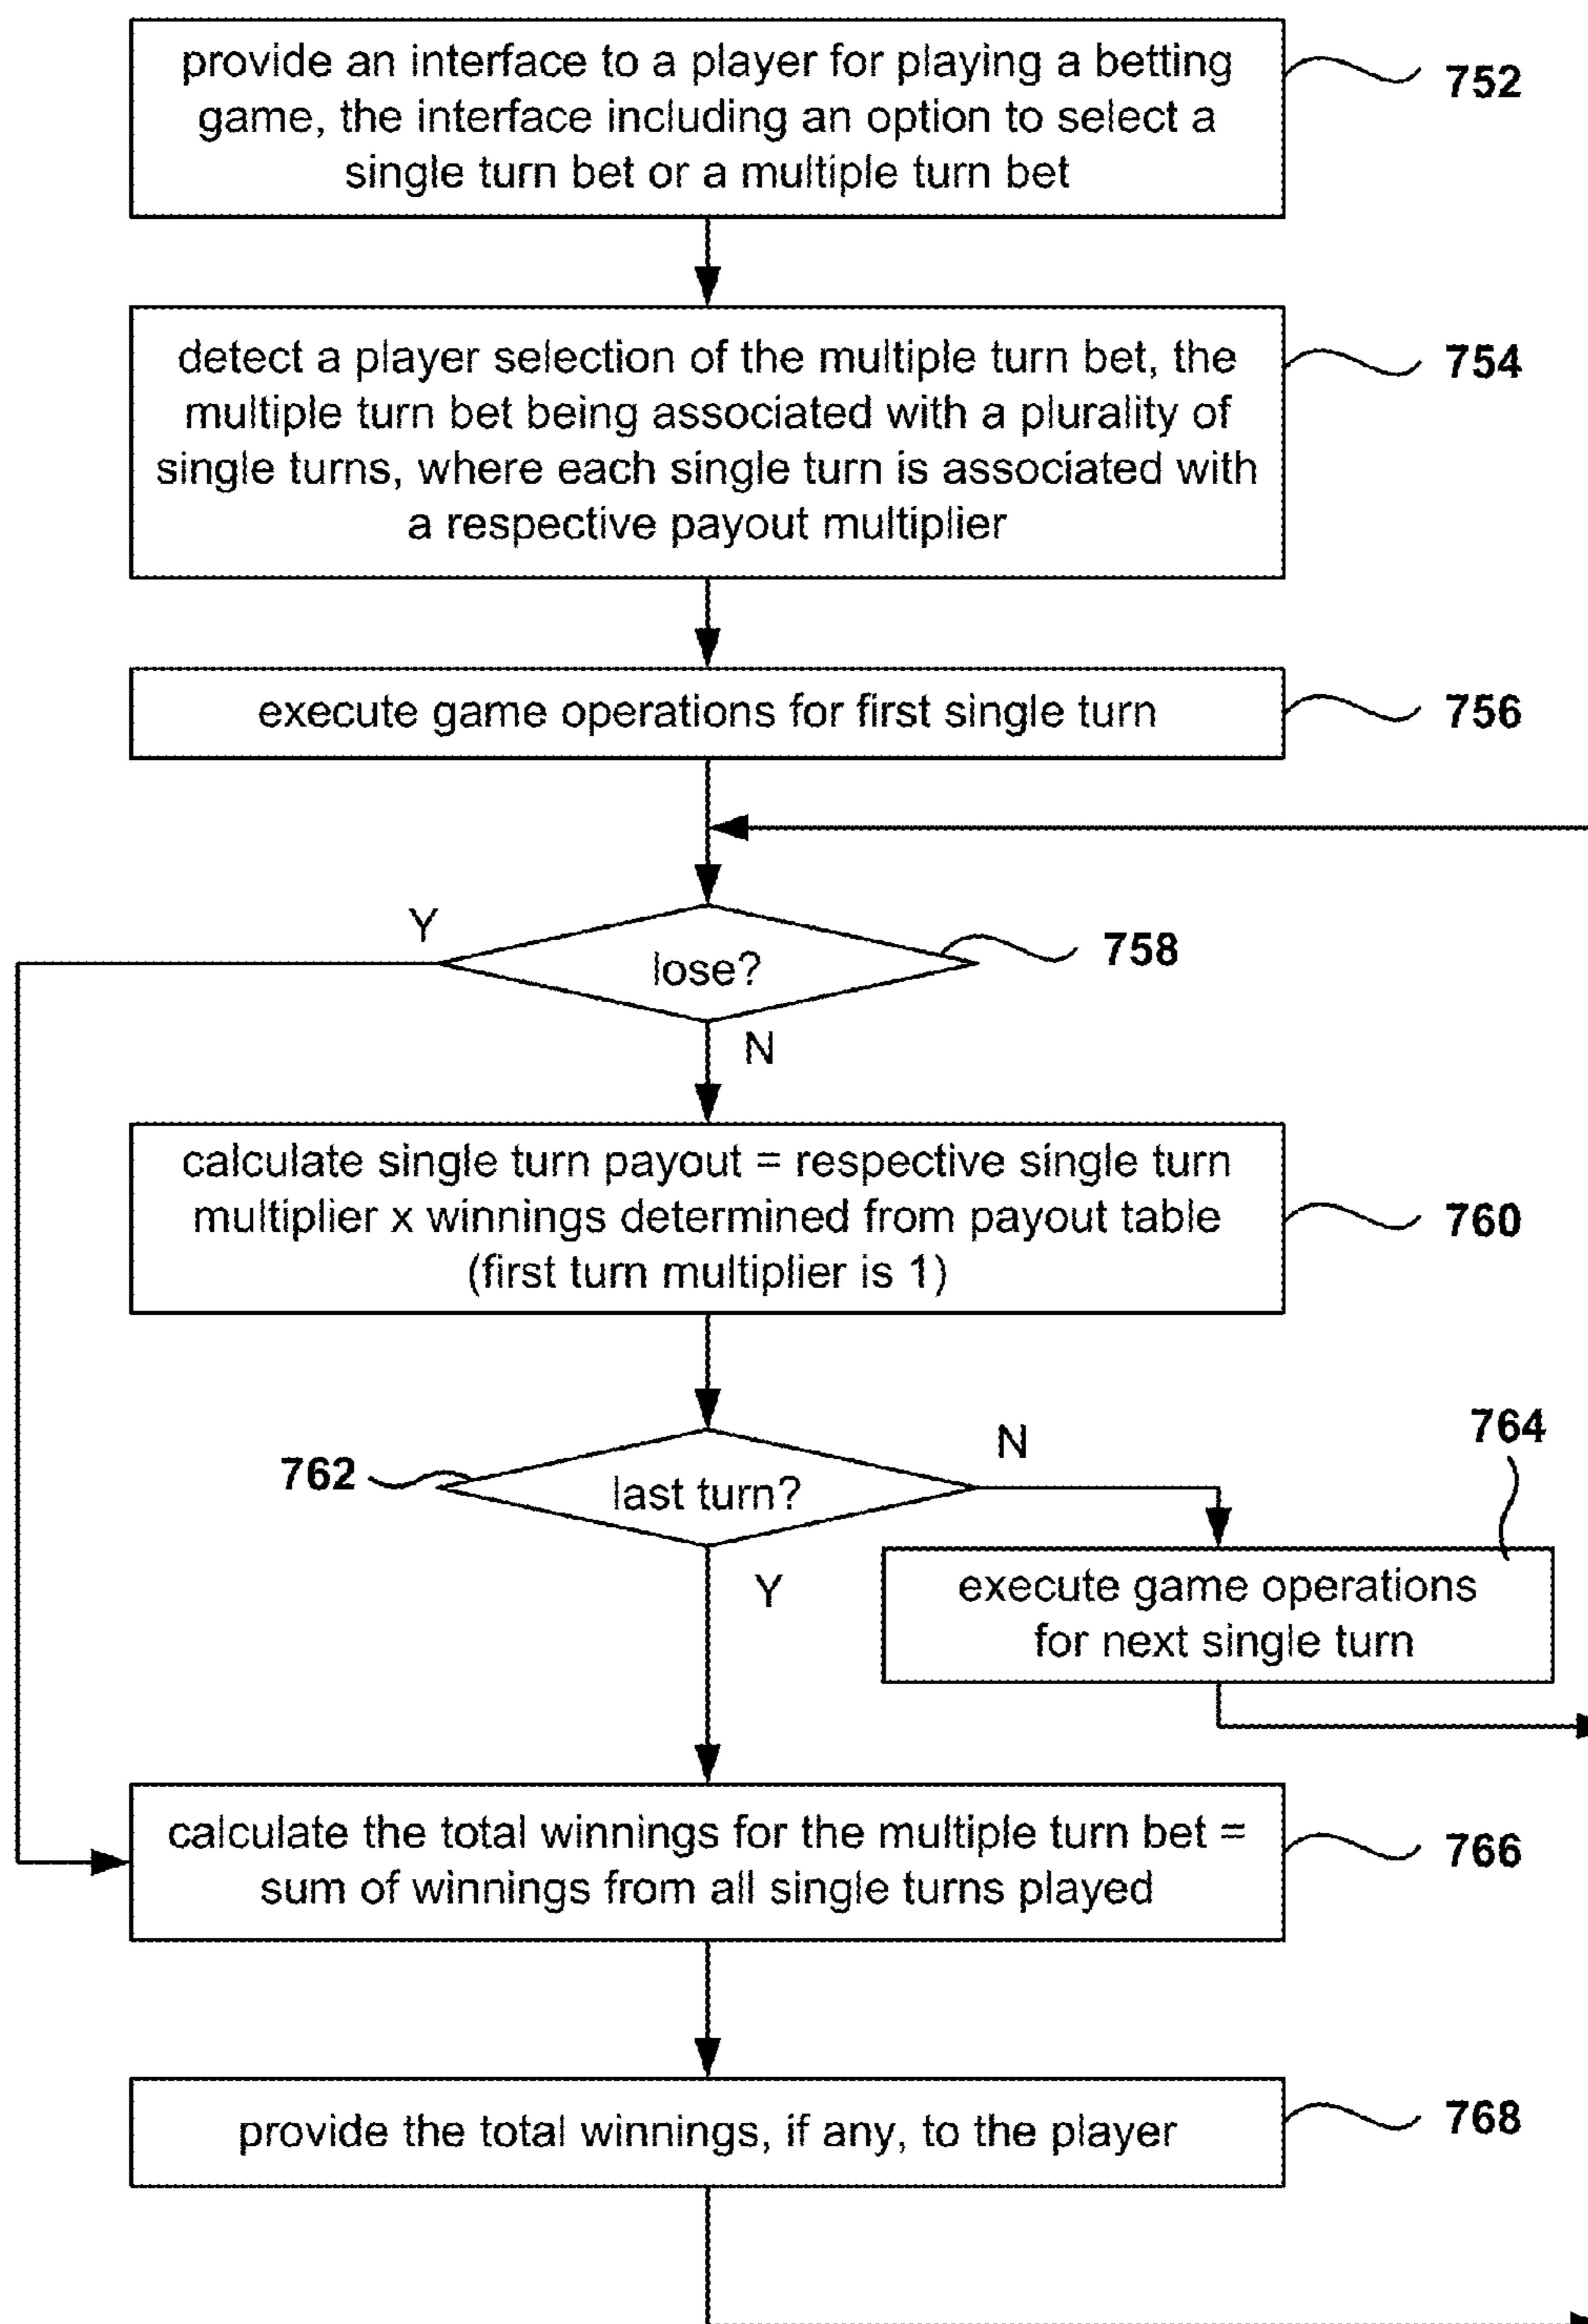 provide an interface to a player for playing a betting
game, the interface including an option to select a
single turn bet or a multiple turn bet
752
detect a player selection of the multiple turn bet, the
multiple turn bet being associated with a plurality of
single turns, where each single turn is associated with
a respective payout multiplier
754
execute game operations for first single turn
756
Y
lose?
758
N
calculate single turn payout = respective single turn
multiplier x winnings determined from payout table
(first turn multiplier is 1)
760
762
last turn?
N
764
Y
execute game operations
for next single turn
calculate the total winnings for the multiple turn bet =
sum of winnings from all single turns played
766
provide the total winnings, if any, to the player
768